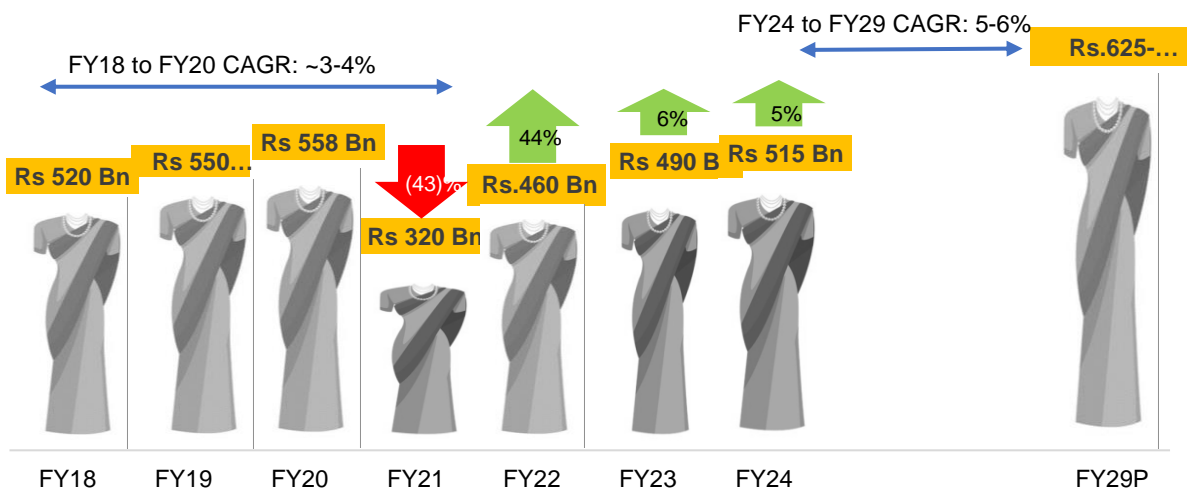 FY24 to FY29 CAGR: 5-6%
Rs.625-…
FY18 to FY20 CAGR: ~3-4%
Rs 520 Bn
Rs 550…
Rs 558 Bn
(43)%
Rs 320 Bn
44%
Rs.460 Bn
6%
Rs 490 B
5%
Rs 515 Bn
FY18 FY19 FY20 FY21 FY22 FY23 FY24 FY29P